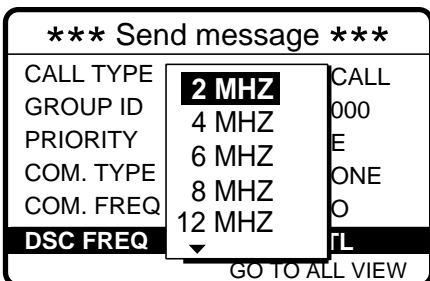 *** Send message ***
CALL TYPE CALL
GROUP ID 000
PRIORITY E
COM. TYPE ONE
COM. FREQ O
DSC FREQ TL
2 MHZ
4 MHZ
6 MHZ
8 MHZ
12 MHZ
GO TO ALL VIEW